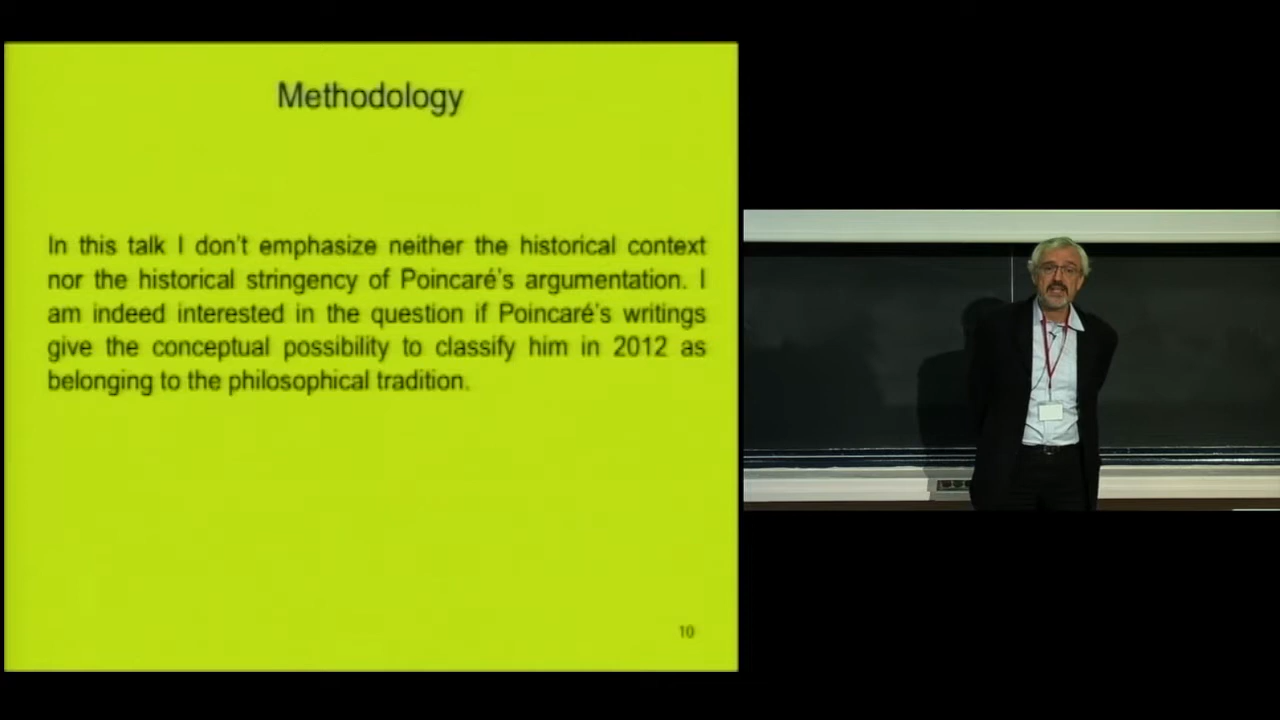 Methodology
In this talk I don't emphasize neither the historical context
nor the historical stringency of Poincaré's argumentation. I
am indeed interested in the question if Poincaré's writings
give the conceptual possibility to classify him in 2012 as
belonging to the philosophical tradition.
10